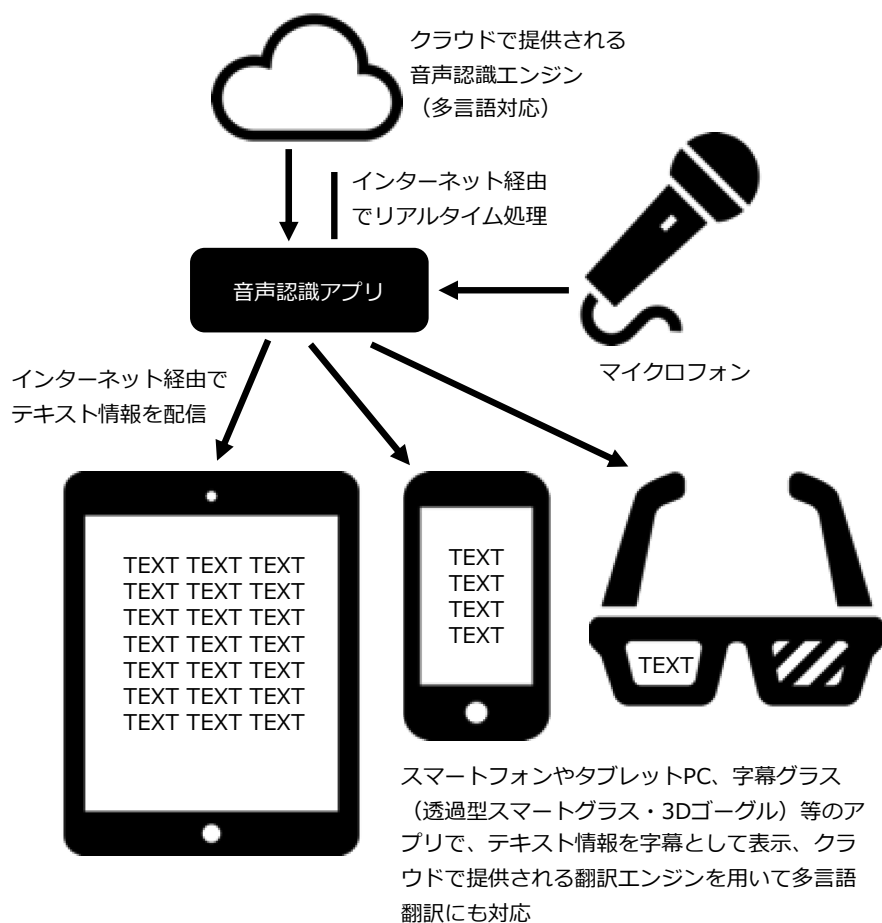 クラウドで提供される
音声認識エンジン
（多言語対応）
インターネット経由
でリアルタイム処理
音声認識アプリ
マイクロフォン
インターネット経由で
テキスト情報を配信
TEXT TEXT TEXT
TEXT TEXT TEXT
TEXT TEXT TEXT
TEXT TEXT TEXT
TEXT TEXT TEXT
TEXT TEXT TEXT
TEXT TEXT TEXT
TEXT
TEXT
TEXT
TEXT
TEXT
スマートフォンやタブレットPC、字幕グラス
（透過型スマートグラス・3Dゴーグル）等のア
プリで、テキスト情報を字幕として表示、クラ
ウドで提供される翻訳エンジンを用いて多言語
翻訳にも対応